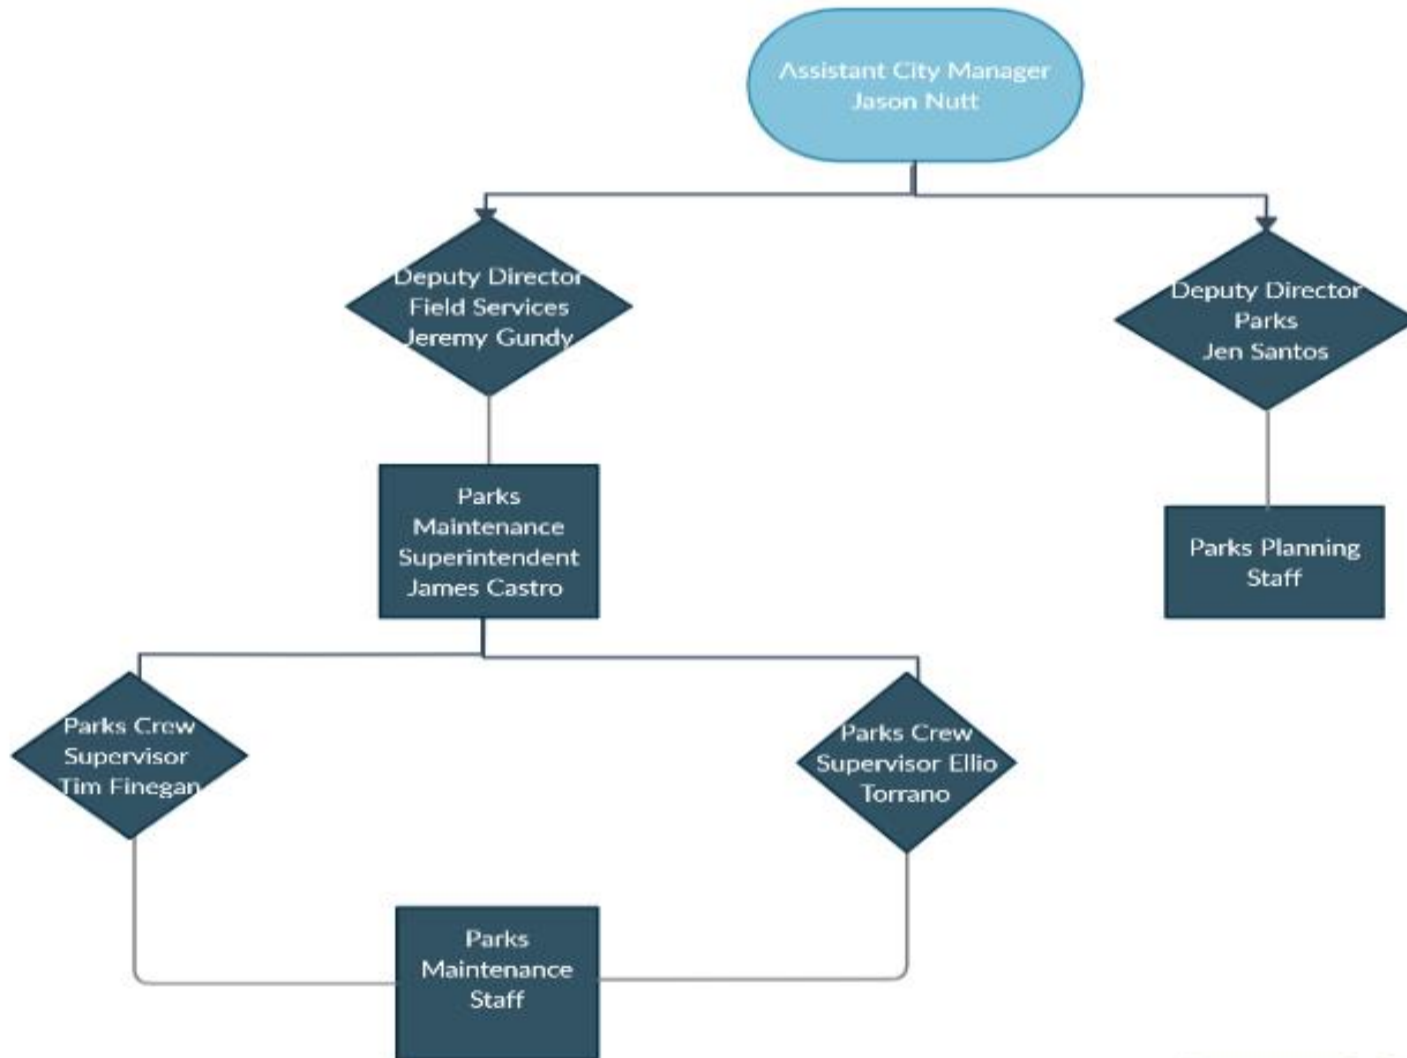 Assistant City Manager
Jason Nutt
Deputy Director
Field Services
Jeremy Gundy
Deputy Director
Parks
Jen Santos
Parks
Maintenance
Superintendent
James Castro
Parks Planning
Staff
Parks Crew
Supervisor
Tim Finegan
Parks Crew
Supervisor Ellio
Torrano
Parks
Maintenance
Staff